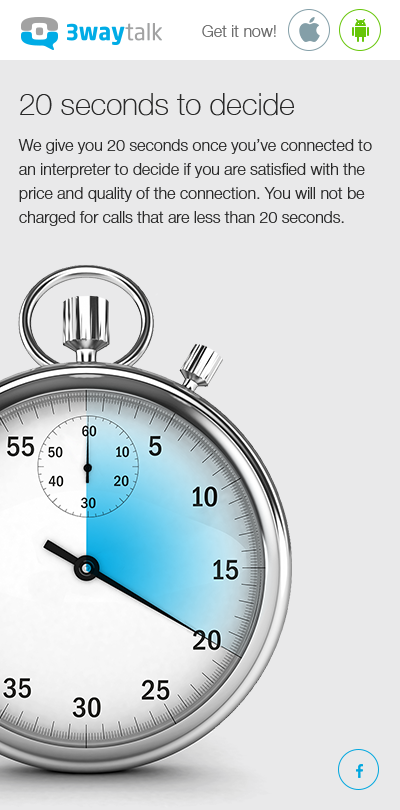 3waytalk
Get it now!
20 seconds to decide
We give you 20 seconds once you’ve connected to
an interpreter to decide if you are satisfied with the
price and quality of the connection. You will not be
charged for calls that are less than 20 seconds.
60
55
5
50
10
40
20
30
10
15
20
35
25
30
f